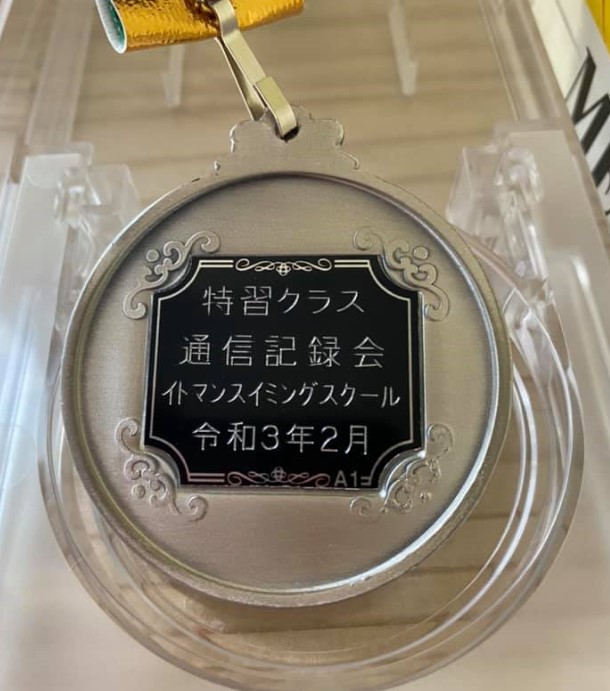 特習クラス
通信記録会
イトマンスイミングスクール
令和3年2月
A1